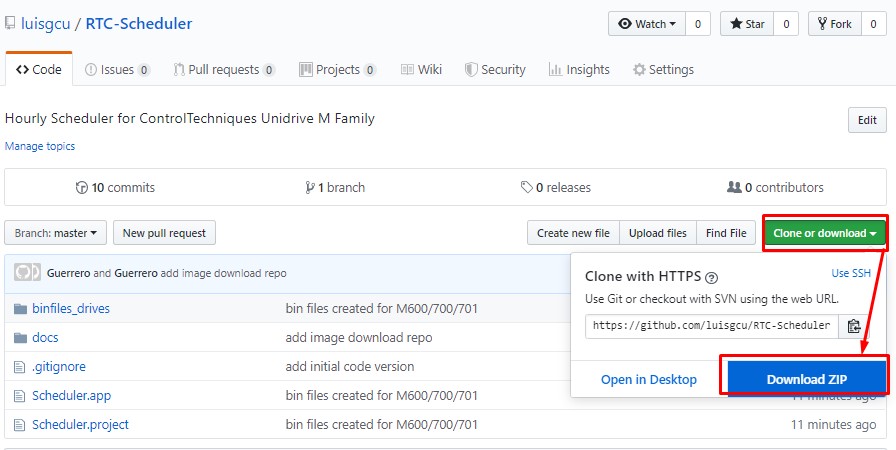 luisgcu / RTC-Scheduler
Watch 0 Star 0 Fork 0
Code Issues 0 Pull requests 0 Projects 0 Wiki Security Insights Settings
Hourly Scheduler for ControlTechniques Unidrive M Family
Edit
Manage topics
10 commits 1 branch 0 releases 0 contributors
Branch: master New pull request Create new file Upload files Find File Clone or download
Guerrero and Guerrero add image download repo
binfiles_drives bin files created for M600/700/701
docs add image download repo
.gitignore add initial code version
Scheduler.app bin files created for M600/700/701
Scheduler.project bin files created for M600/700/701
Clone with HTTPS ?
Use SSH
Use Git or checkout with SVN using the web URL.
https://github.com/luisgcu/RTC-Scheduler
Open in Desktop Download ZIP
11 minutes ago
11 minutes ago